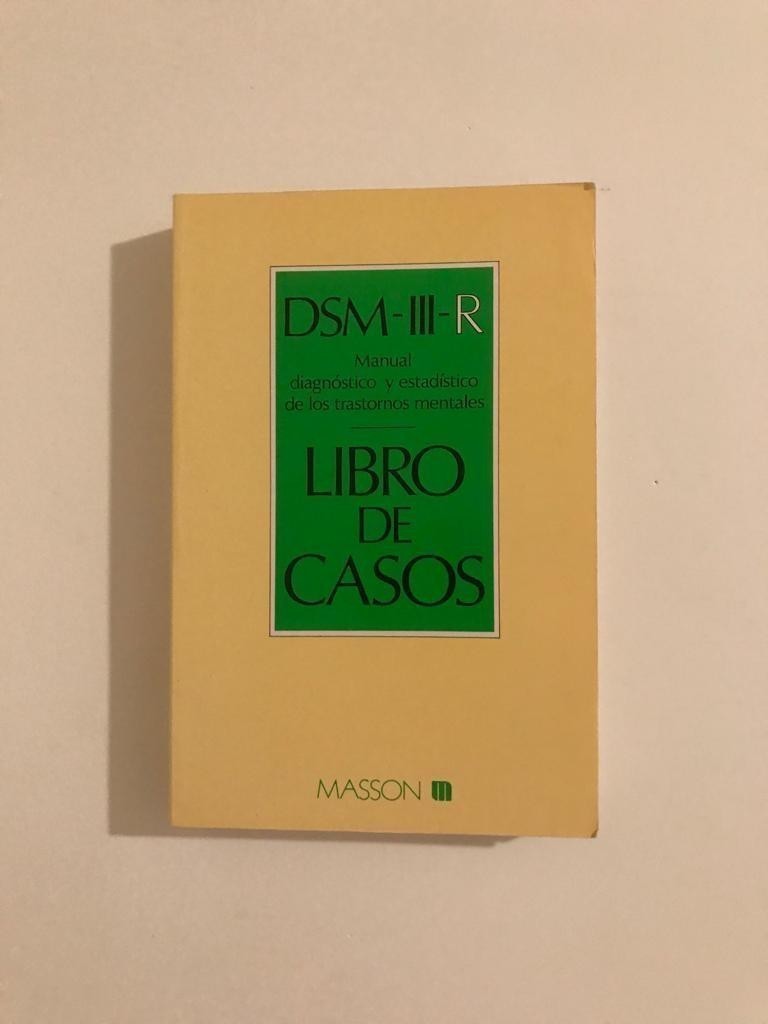 DSM-III-R
Manual
diagnóstico y estadístico
de los trastornos mentales
LIBRO
DE
CASOS
MASSON m